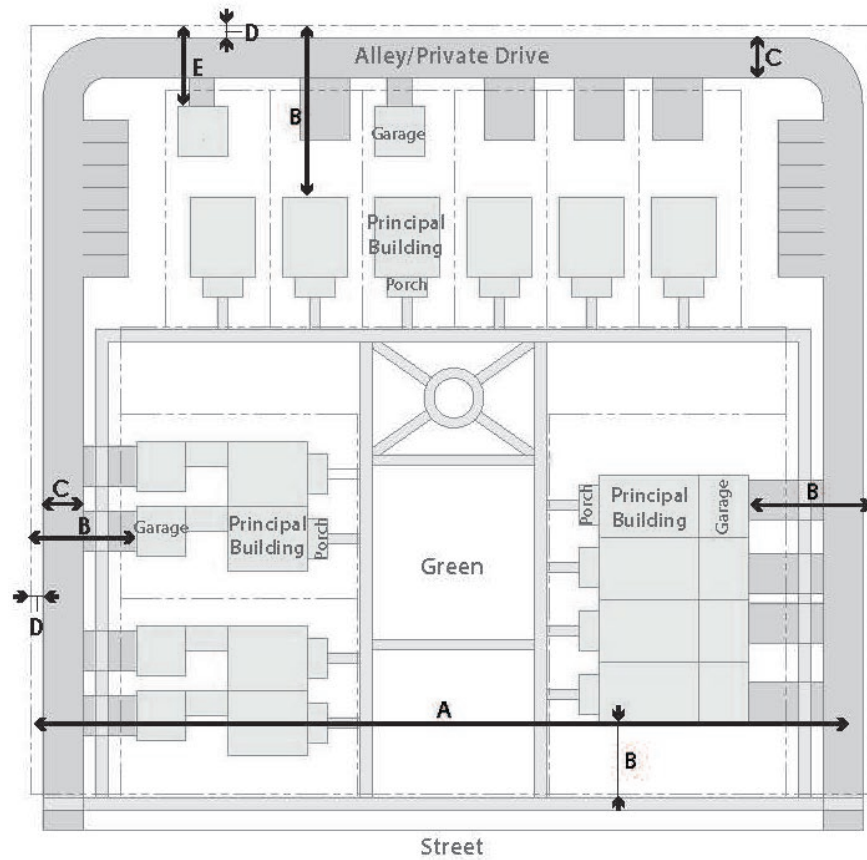 D
Alley/Private Drive
C
E
B
Garage
Principal
Building
Porch
C
B
Garage
Principal
Building
Porch
Green
Porch
Principal
Building
Garage
B
D
A
B
Street